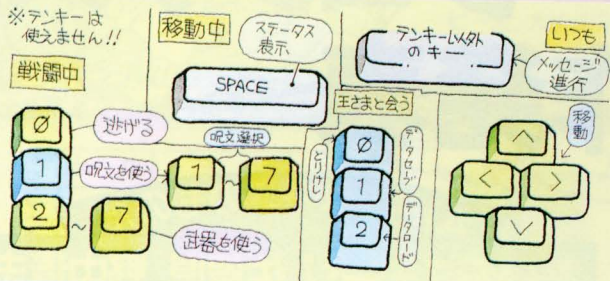 ※テンキーは
使えません!!
戦闘中
0
逃げる
1
呪文を使う
呪文選択
1
～
7
2
～
7
武器を使う
移動中
ステータス
表示
SPACE
テンキー以外
のキー
いつも
メッセージ
進行
王さまと会う
0
とりけし
1
データセーブ
2
データロード
移動
∧
＜
＞
∨